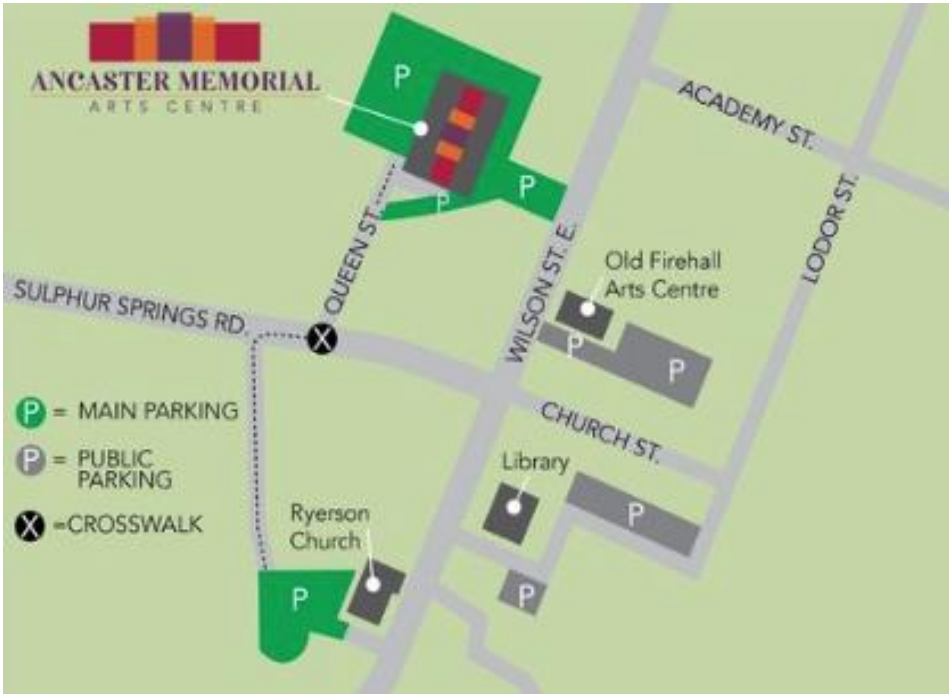 ANCASTER MEMORIAL
ARTS CENTRE
P
P
P
ACADEMY ST.
LODOR ST.
QUEEN ST.
WILSON ST. E.
Old Firehall
Arts Centre
P
P
SULPHUR SPRINGS RD.
X
CHURCH ST.
P = MAIN PARKING
P = PUBLIC
PARKING
X =CROSSWALK
Library
P
P
Ryerson
Church
P